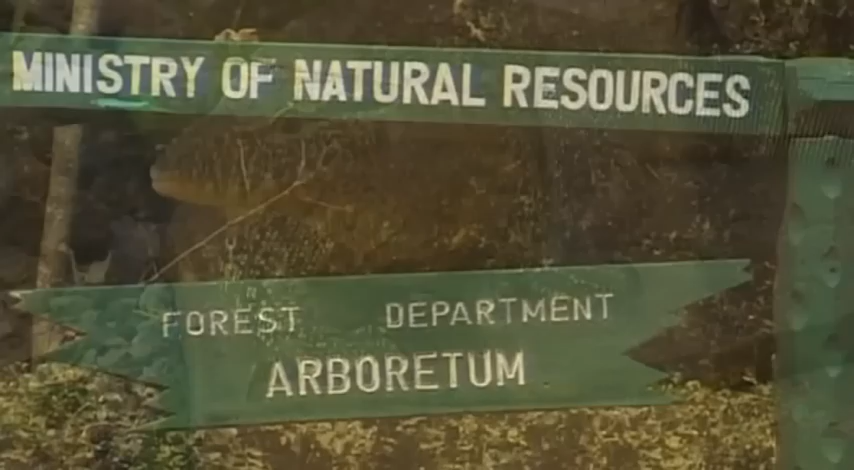 MINISTRY OF NATURAL RESOURCES
FOREST DEPARTMENT
ARBORETUM